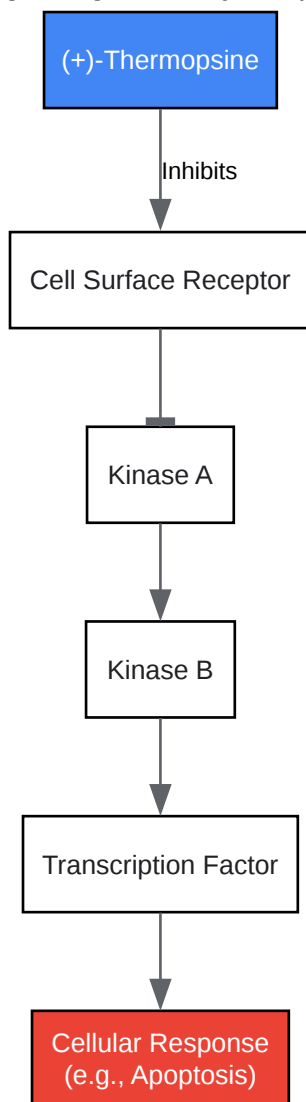 (+)-Thermopsine
Inhibits
Cell Surface Receptor
Kinase A
Kinase B
Transcription Factor
Cellular Response
(e.g., Apoptosis)